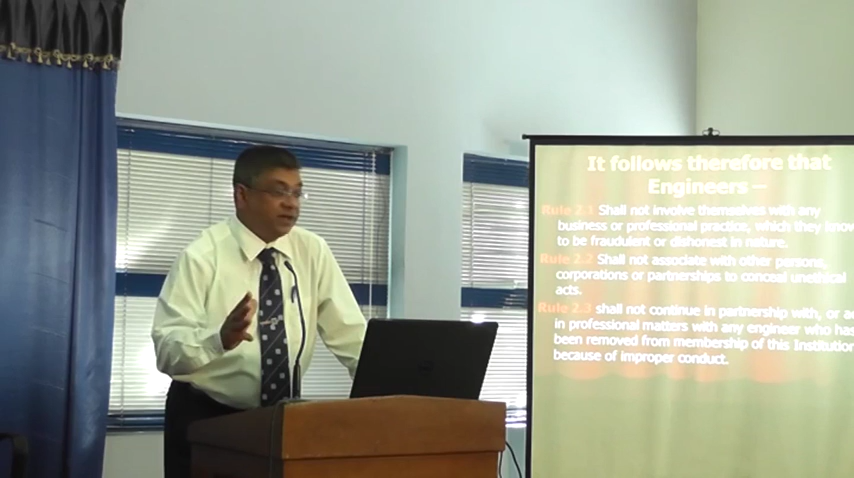 It follows therefore that
Engineers –
Rule 2.1 Shall not involve themselves with any
business or professional practice, which they know
to be fraudulent or dishonest in nature.
Rule 2.2 Shall not associate with other persons,
corporations or partnerships to conceal unethical
acts.
Rule 2.3 shall not continue in partnership with, or
in professional matters with any engineer who has
been removed from membership of this Institution
because of improper conduct.